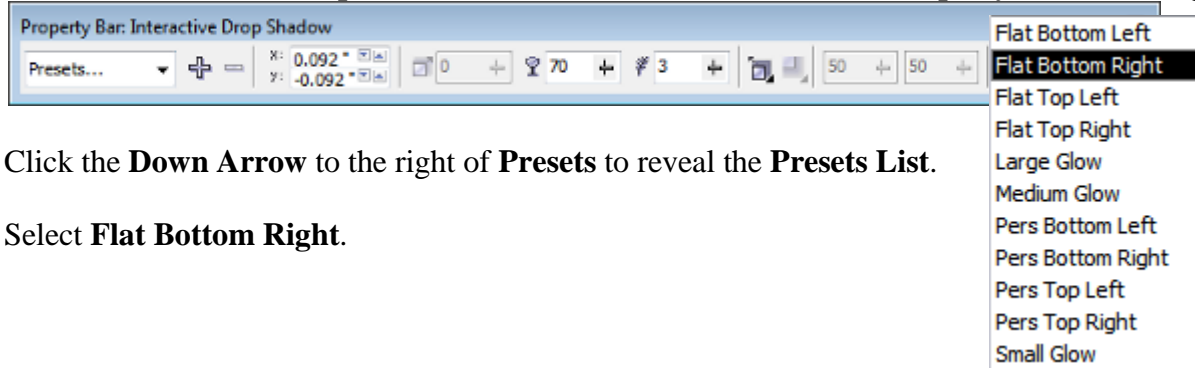 Property Bar: Interactive Drop Shadow
Presets...
x: 0.092 "
y: -0.092 "
0
70
3
50
50
Flat Bottom Left
Flat Bottom Right
Flat Top Left
Flat Top Right
Large Glow
Medium Glow
Pers Bottom Left
Pers Bottom Right
Pers Top Left
Pers Top Right
Small Glow
Click the Down Arrow to the right of Presets to reveal the Presets List.
Select Flat Bottom Right.